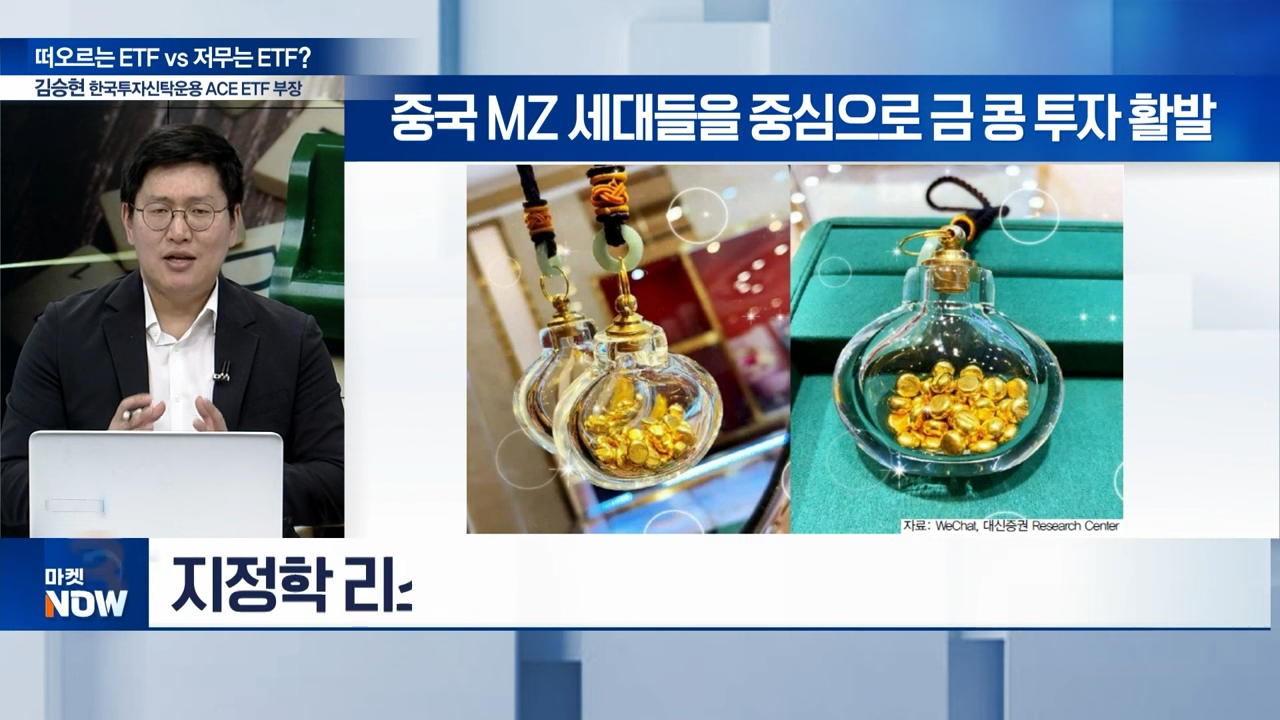 떠오르는 ETF vs 저무는 ETF?
김승현 한국투자신탁운용 ACE ETF 부장
중국 MZ 세대들을 중심으로 금 콩 투자 활발
자료: WeChat, 대신증권 Research Center
마켓
NOW
지정학 리